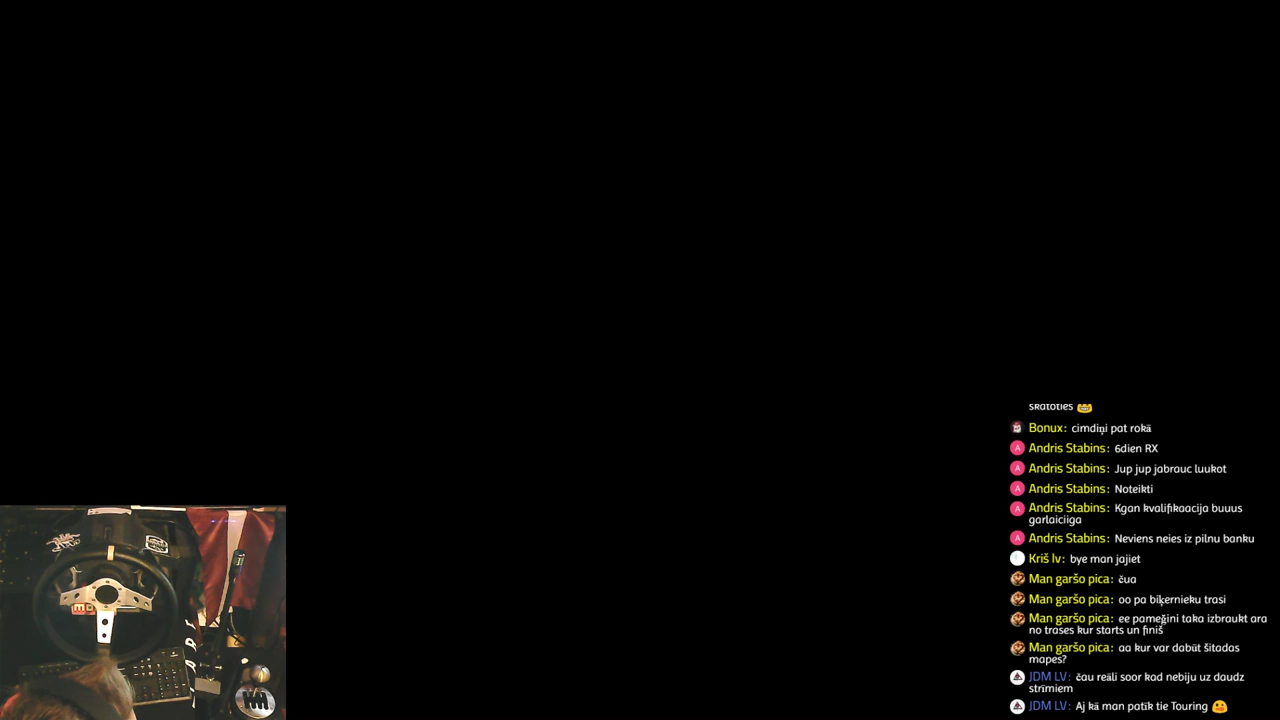 skatoties
Bonux: cimdiņi pat rokā
Andris Stabins: 6dien RX
Andris Stabins: Jup jup jabrauc luukot
Andris Stabins: Noteikti
Andris Stabins: Kgan kvalifikaacija buuus
garlaiciiga
Andris Stabins: Neviens neies iz pilnu banku
Kriš lv: bye man jajiet
Man garšo pica: čua
Man garšo pica: oo pa biķernieku trasi
Man garšo pica: ee pameģini taka izbraukt ara
no trases kur starts un finiš
Man garšo pica: aa kur var dabūt šitadas
mapes?
JDM LV: čau reāli soor kad nebiju uz daudz
strīmiem
JDM LV: Aj kā man patīk tie Touring